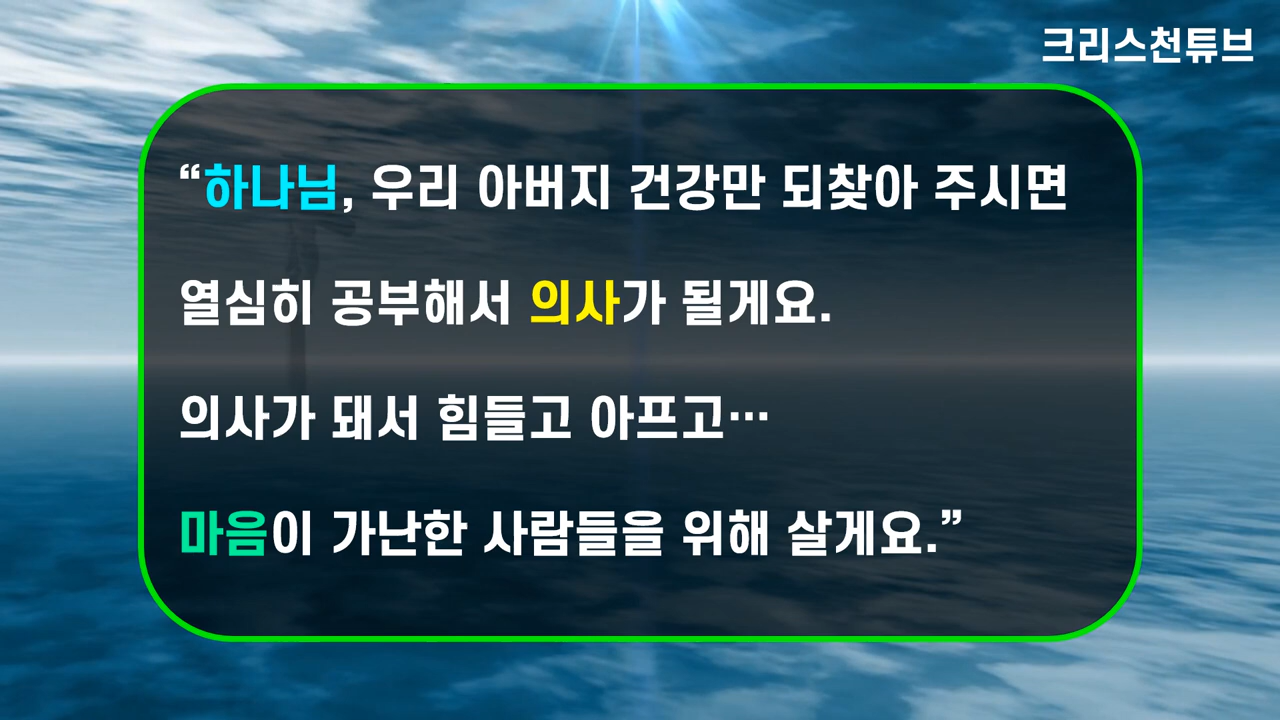 크리스천튜브
“하나님, 우리 아버지 건강만 되찾아 주시면
열심히 공부해서 의사가 될게요.
의사가 돼서 힘들고 아프고…
마음이 가난한 사람들을 위해 살게요.”